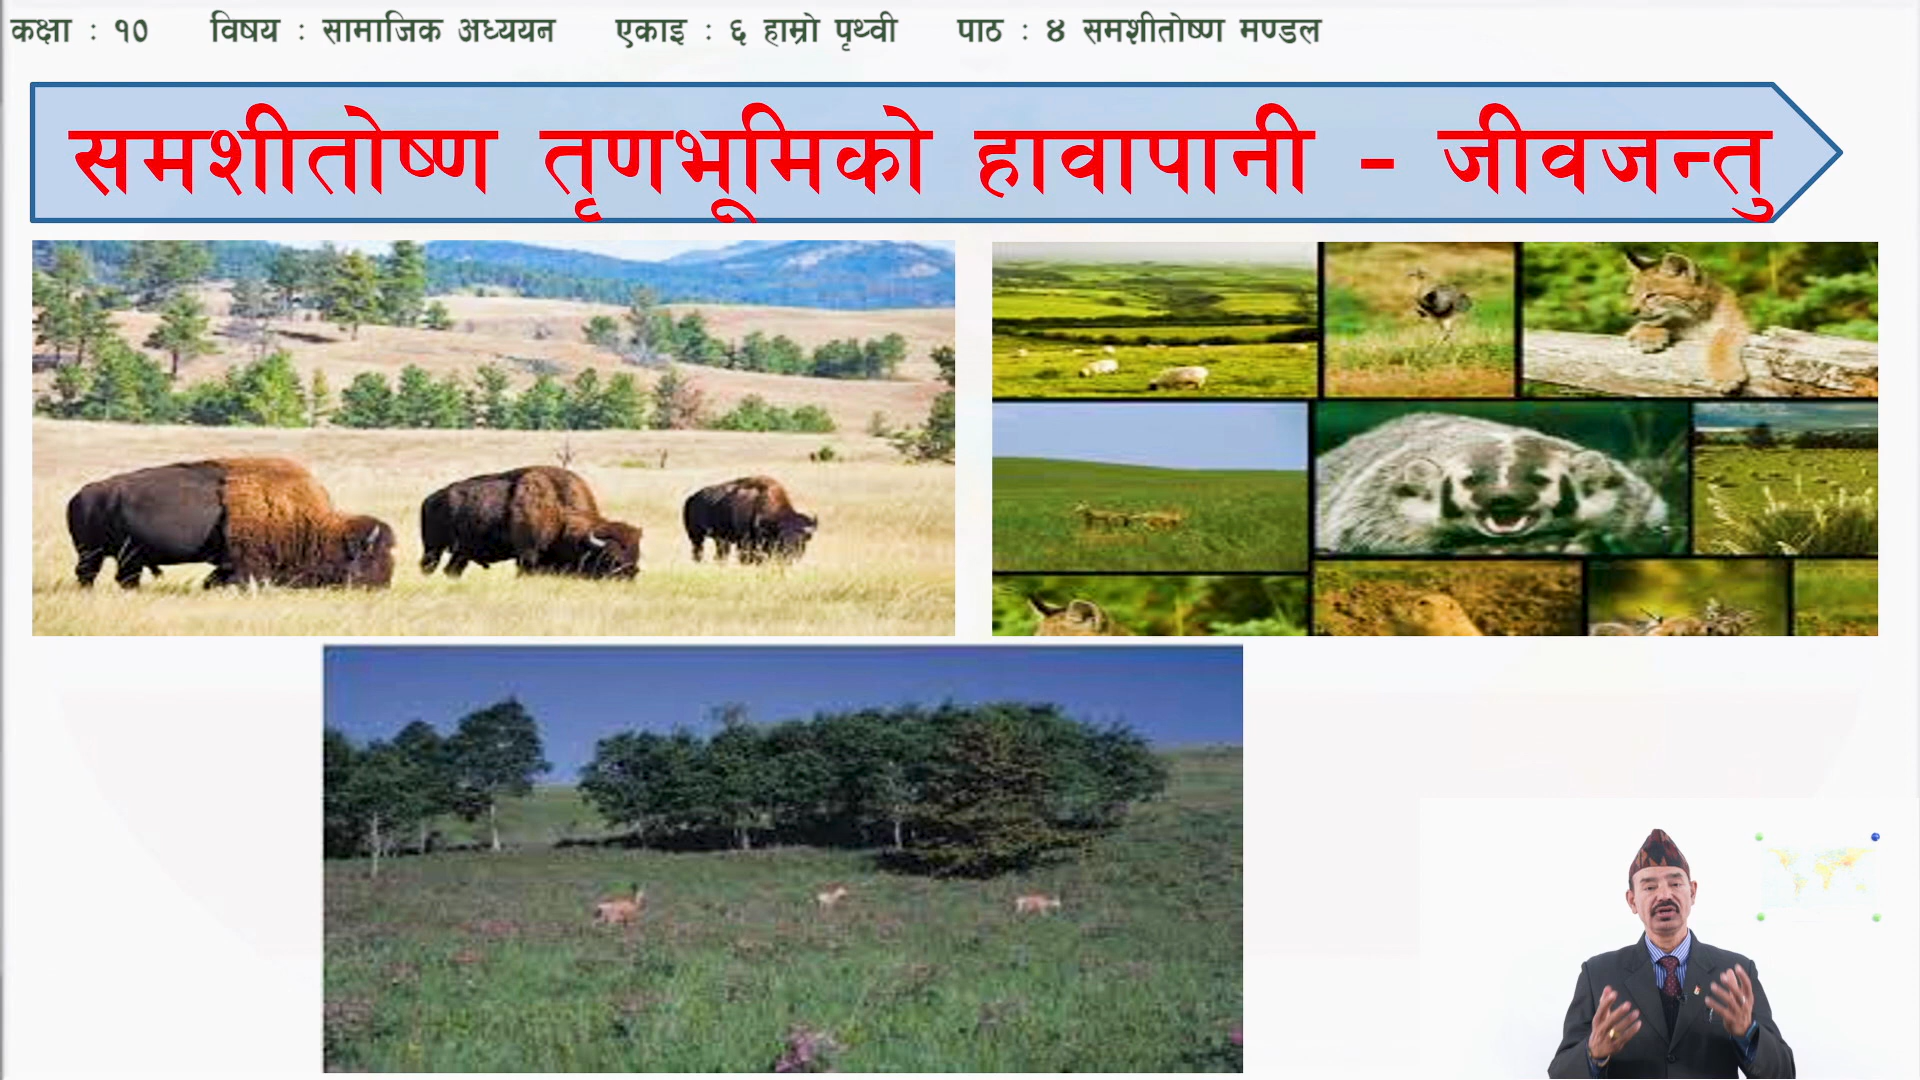 कक्षा : १० विषय : सामाजिक अध्ययन एकाइ : ६ हाम्रो पृथ्वी पाठ : ४ समशीतोष्ण मण्डल
समशीतोष्ण तृणभूमिको हावापानी - जीवजन्तु